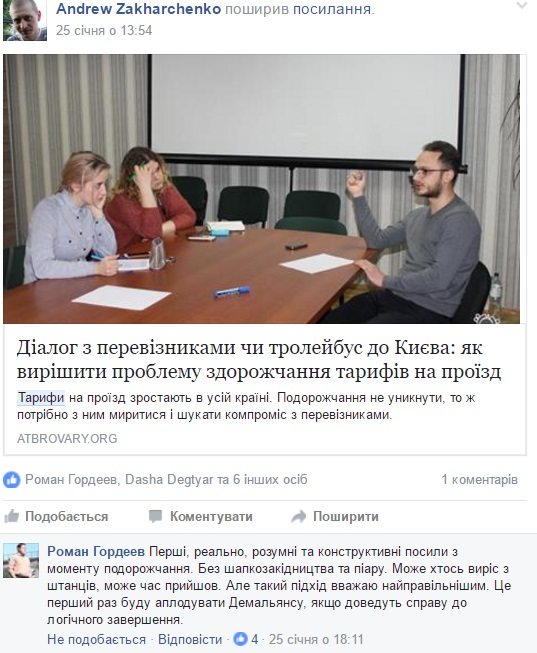 Andrew Zakharchenko поширив посилання.
25 січня о 13:54
Діалог з перевізниками чи тролейбус до Києва: як
вирішити проблему здорожчання тарифів на проїзд
Тарифи на проїзд зростають в усій країні. Подорожчання не уникнути, то ж
потрібно з ним миритися і шукати компроміс з перевізниками.
ATBROVARY.ORG
Роман Гордеев, Dasha Degtyar та 6 інших осіб
1 коментарів
Подобається Коментувати Поширити
Роман Гордеев Перші, реально, розумні та конструктивні посили з
моменту подорожчання. Без шапкозакідництва та піару. Може хтось виріс з
штанців, може час прийшов. Але такий підхід вважаю найправільнішим. Це
перший раз буду аплодувати Демальянсу, якщо доведуть справу до
логічного завершення.
Не подобається · Відповісти · 4 · 25 січня о 18:11